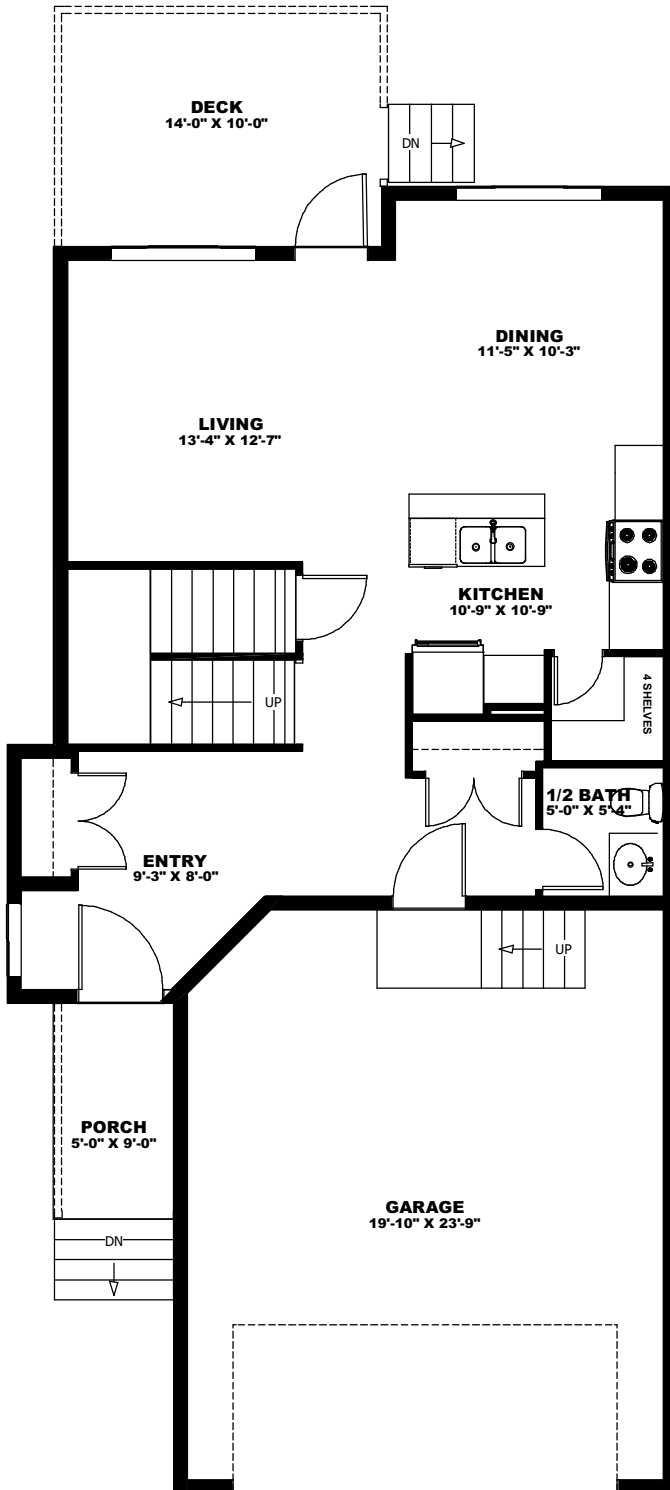 DECK
14'-0" X 10'-0"
DN
DINING
11'-5" X 10'-3"
LIVING
13'-4" X 12'-7"
KITCHEN
10'-9" X 10'-9"
4 SHELVES
UP
1/2 BATH
5'-0" X 5'-4"
ENTRY
9'-3" X 8'-0"
UP
PORCH
5'-0" X 9'-0"
GARAGE
19'-10" X 23'-9"
DN